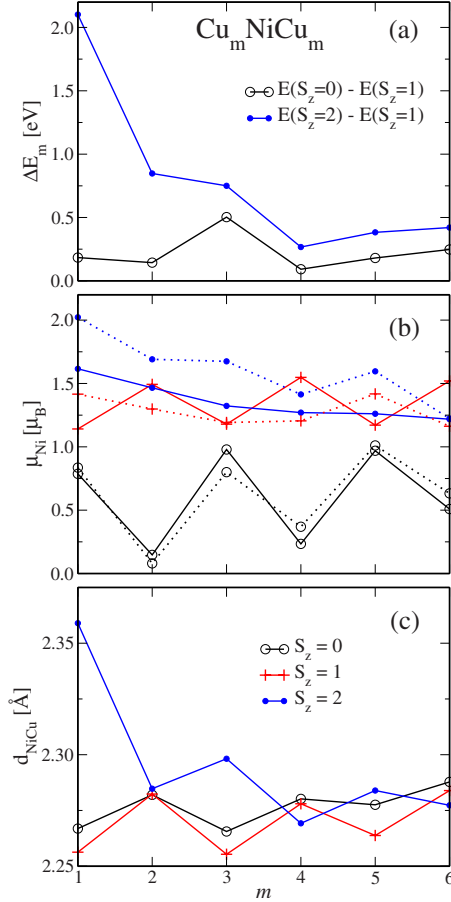 Cu_mNiCu_m (a)
E(S_z=0) - E(S_z=1)
E(S_z=2) - E(S_z=1)
ΔE_m [eV]
2.0
1.5
1.0
0.5
0.0
(b)
μ_Ni [μ_B]
2.0
1.5
1.0
0.5
0.0
(c)
S_z = 0
S_z = 1
S_z = 2
d_NiCu [Å]
2.35
2.30
2.25
1 2 3 4 5 6
m